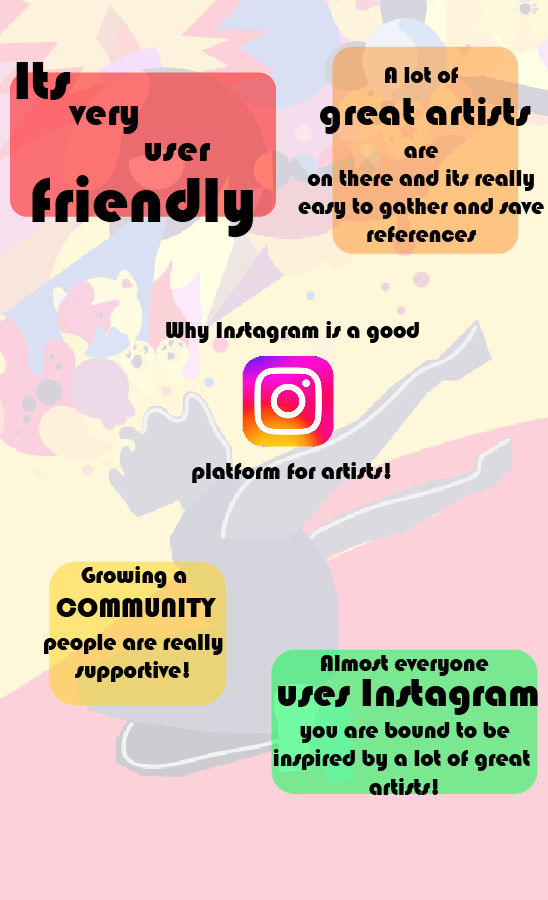 Its
very
user
friendly
A lot of
great artists
are
on there and its really
easy to gather and save
references
Why Instagram is a good
platform for artists!
Growing a
COMMUNITY
people are really
supportive!
Almost everyone
uses Instagram
you are bound to be
inspired by a lot of great
artists!